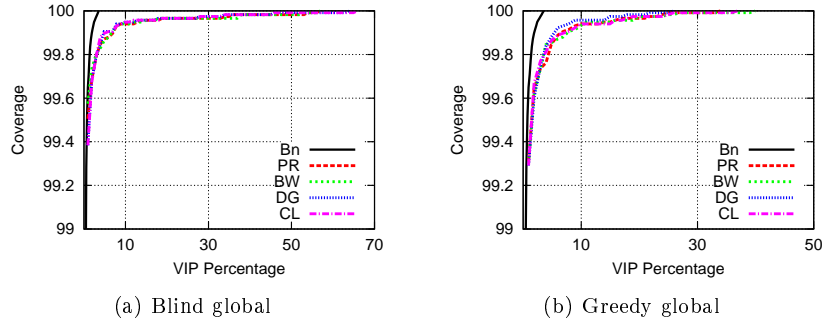 100
99.8
99.6
99.4
99.2
99
Coverage
Bn
PR
BW
DG
CL
10
30
50
70
VIP Percentage
(a) Blind global
100
99.8
99.6
99.4
99.2
99
Coverage
Bn
PR
BW
DG
CL
10
30
50
VIP Percentage
(b) Greedy global